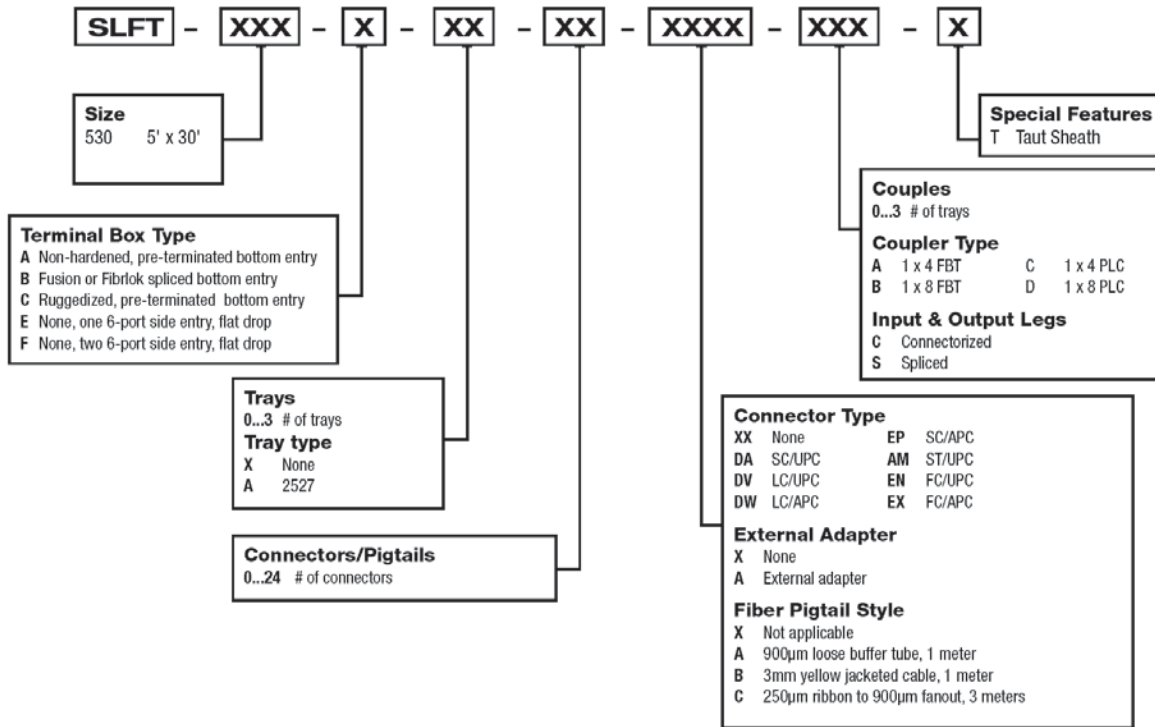 SLFT - XXX - X - XX - XX - XXXX - XXX - X
Size
530 5' x 30'
Special Features
T Taut Sheath
Couples
0...3 # of trays
Coupler Type
A 1 x 4 FBT C 1 x 4 PLC
B 1 x 8 FBT D 1 x 8 PLC
Input & Output Legs
C Connectorized
S Spliced
Terminal Box Type
A Non-hardened, pre-terminated bottom entry
B Fusion or Fibrlok spliced bottom entry
C Ruggedized, pre-terminated bottom entry
E None, one 6-port side entry, flat drop
F None, two 6-port side entry, flat drop
Trays
0...3 # of trays
Tray type
X None
A 2527
Connectors/Pigtails
0...24 # of connectors
Connector Type
XX None EP SC/APC
DA SC/UPC AM ST/UPC
DV LC/UPC EN FC/UPC
DW LC/APC EX FC/APC
External Adapter
X None
A External adapter
Fiber Pigtail Style
X Not applicable
A 900µm loose buffer tube, 1 meter
B 3mm yellow jacketed cable, 1 meter
C 250µm ribbon to 900µm fanout, 3 meters